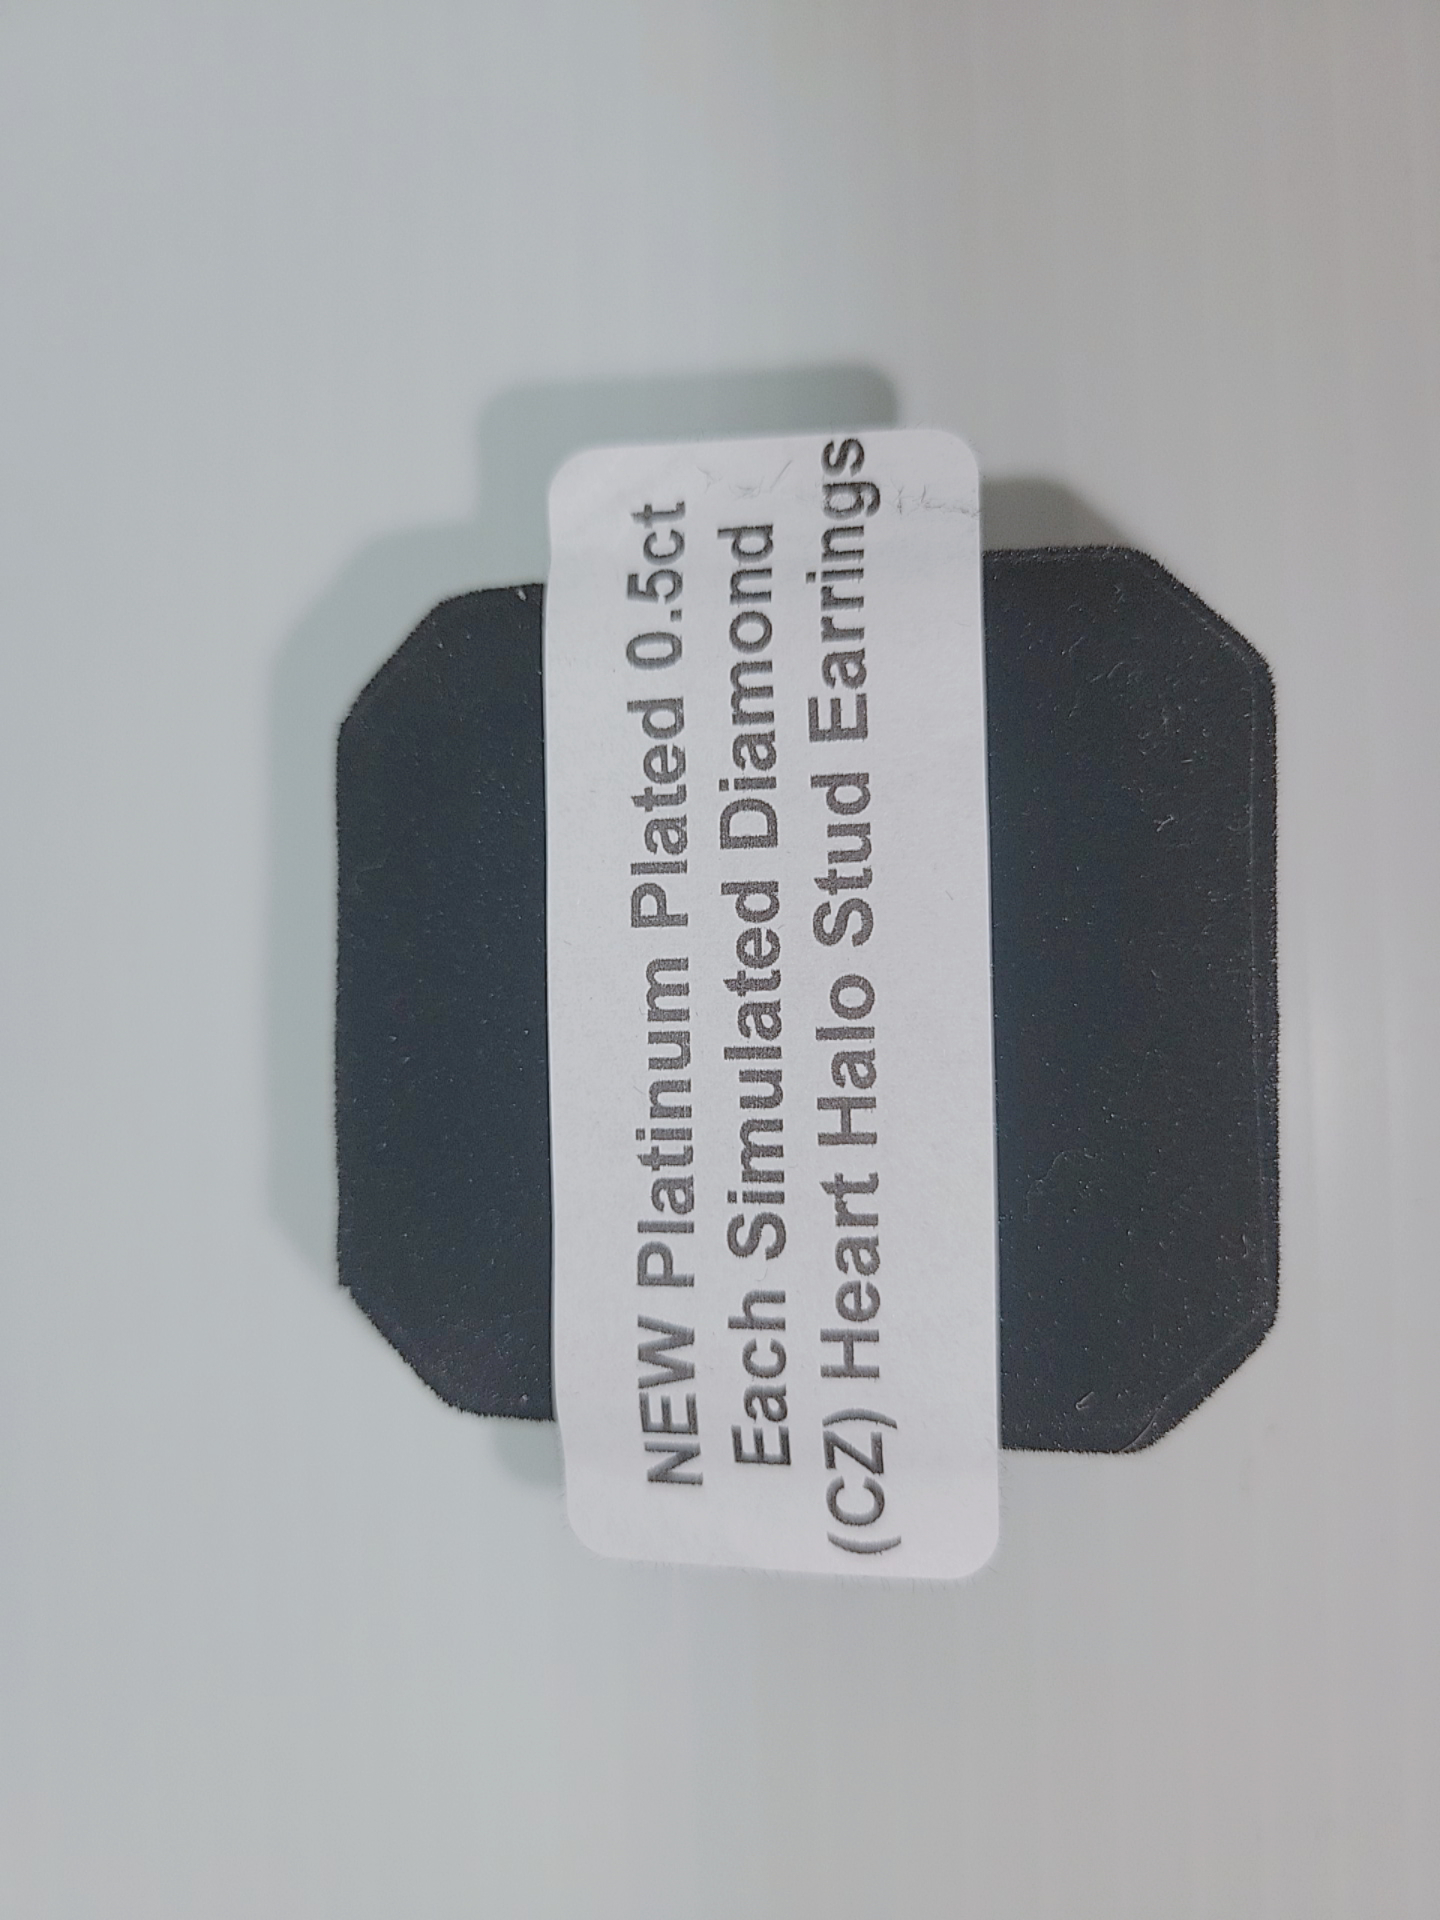 NEW Platinum Plated 0.5ct
Each Simulated Diamond
(CZ) Heart Halo Stud Earrings